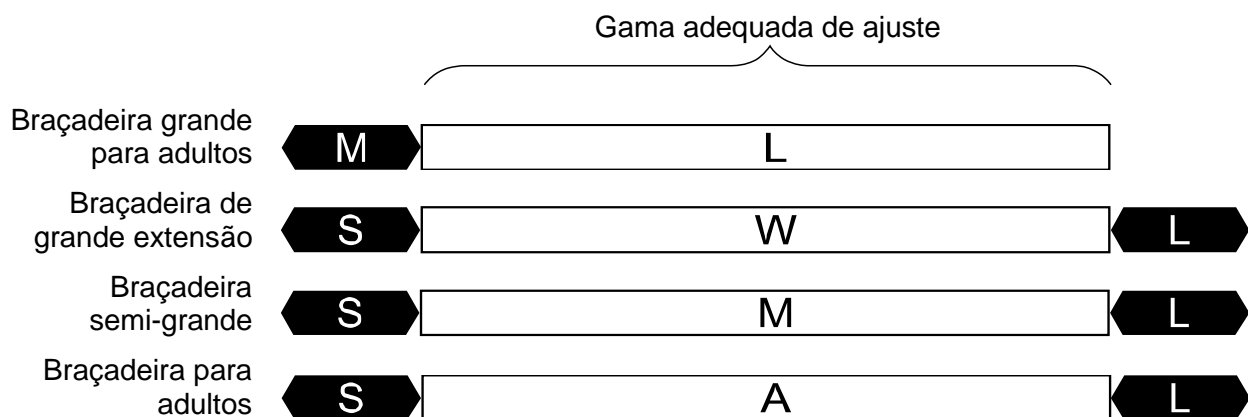 Gama adequada de ajuste
Braçadeira grande
para adultos
M L
Braçadeira de
grande extensão
S W L
Braçadeira
semi-grande
S M L
Braçadeira para
adultos
S A L